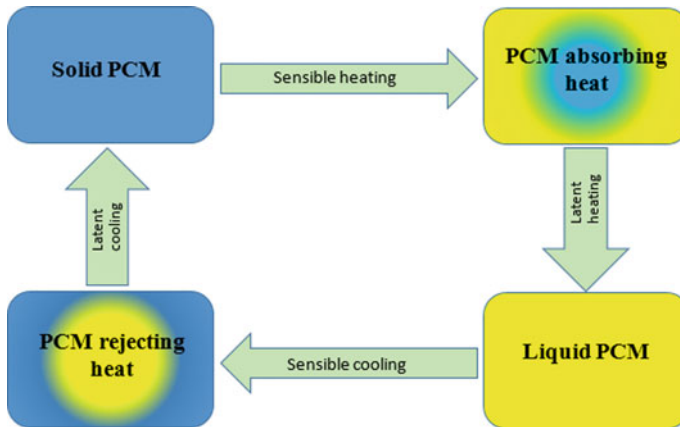 Solid PCM
Sensible heating
PCM absorbing
heat
Latent
heating
Liquid PCM
Sensible cooling
PCM rejecting
heat
Latent
cooling